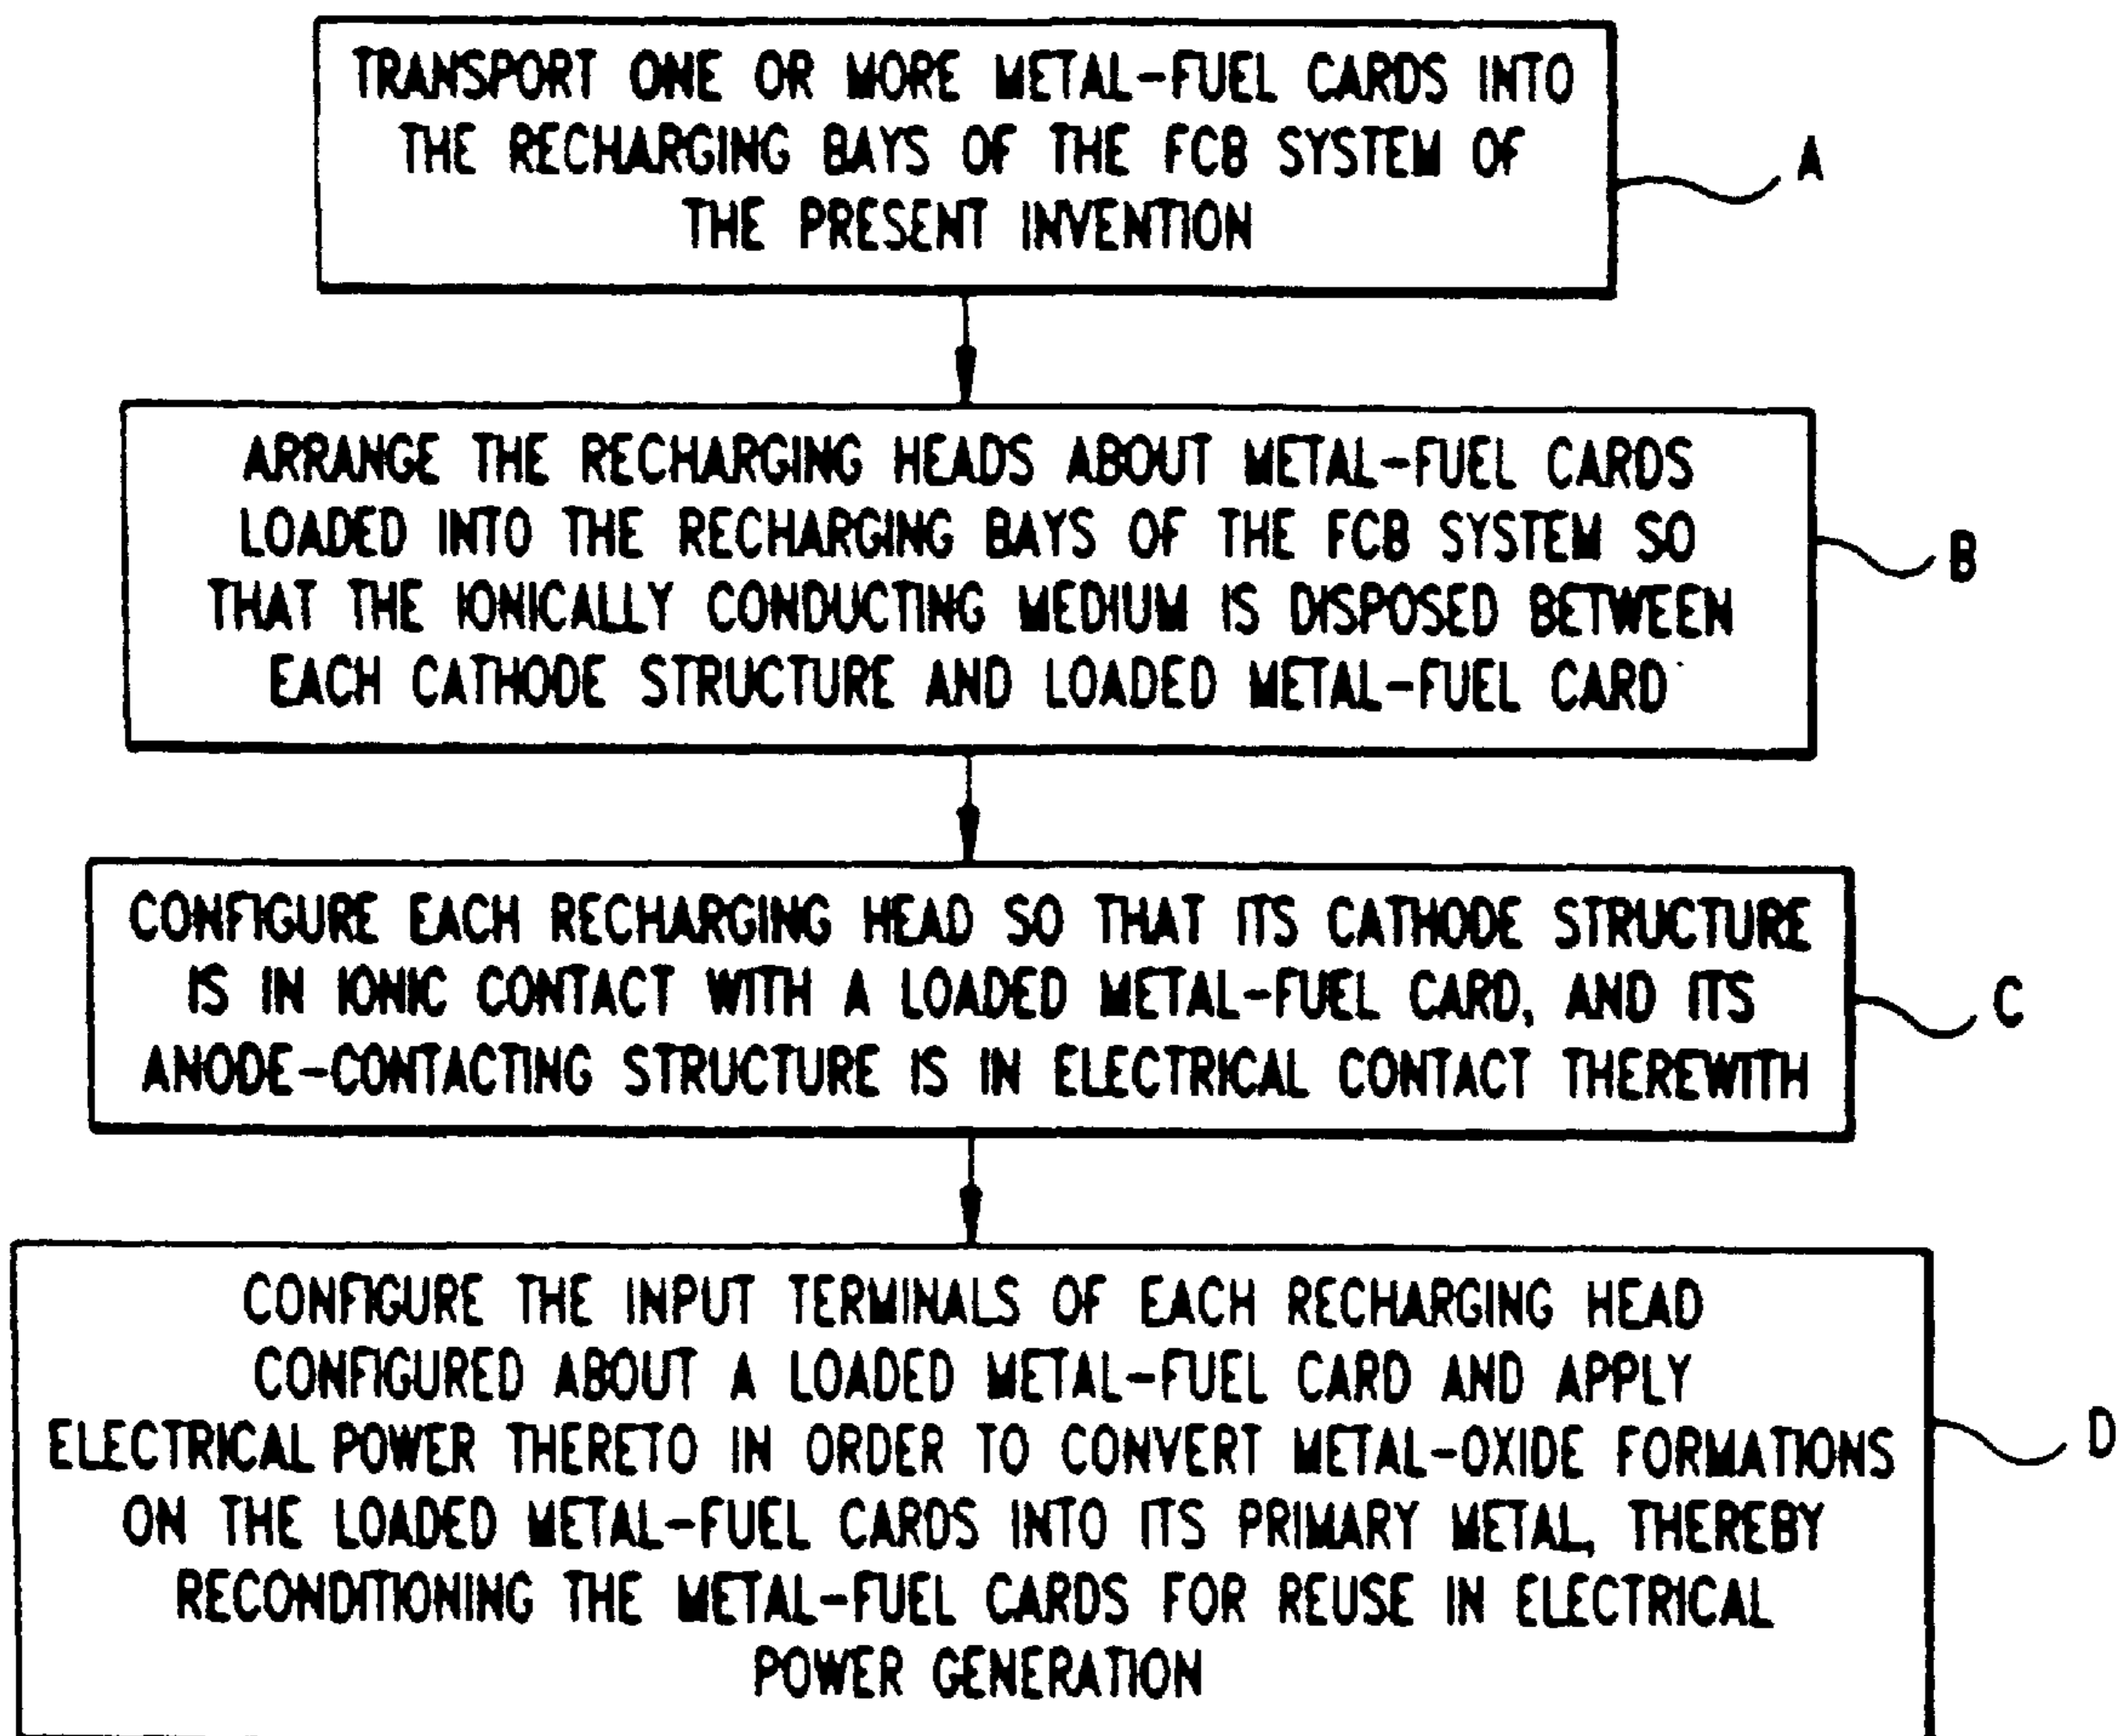 TRANSPORT ONE OR MORE METAL-FUEL CARDS INTO
THE RECHARGING BAYS OF THE FCB SYSTEM OF
THE PRESENT INVENTION
A
ARRANGE THE RECHARGING HEADS ABOUT METAL-FUEL CARDS
LOADED INTO THE RECHARGING BAYS OF THE FCB SYSTEM SO
THAT THE IONICALLY CONDUCTING MEDIUM IS DISPOSED BETWEEN
EACH CATHODE STRUCTURE AND LOADED METAL-FUEL CARD
B
CONFIGURE EACH RECHARGING HEAD SO THAT ITS CATHODE STRUCTURE
IS IN IONIC CONTACT WITH A LOADED METAL-FUEL CARD, AND ITS
ANODE-CONTACTING STRUCTURE IS IN ELECTRICAL CONTACT THEREWITH
C
CONFIGURE THE INPUT TERMINALS OF EACH RECHARGING HEAD
CONFIGURED ABOUT A LOADED METAL-FUEL CARD AND APPLY
ELECTRICAL POWER THERETO IN ORDER TO CONVERT METAL-OXIDE FORMATIONS
ON THE LOADED METAL-FUEL CARDS INTO ITS PRIMARY METAL, THEREBY
RECONDITIONING THE METAL-FUEL CARDS FOR REUSE IN ELECTRICAL
POWER GENERATION
D